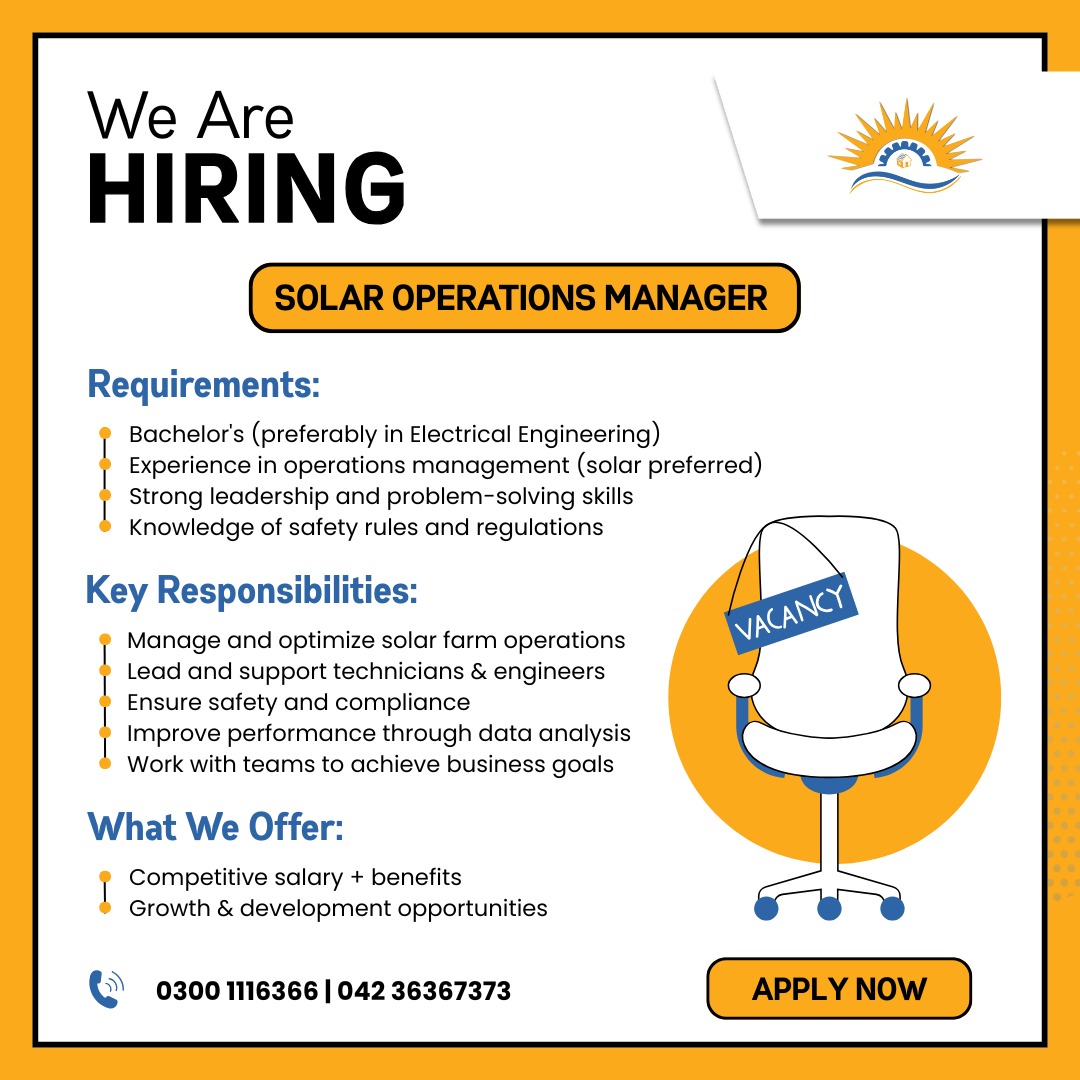 We Are
HIRING
SOLAR OPERATIONS MANAGER
Requirements:
Bachelor's (preferably in Electrical Engineering)
Experience in operations management (solar preferred)
Strong leadership and problem-solving skills
Knowledge of safety rules and regulations
Key Responsibilities:
Manage and optimize solar farm operations
Lead and support technicians & engineers
Ensure safety and compliance
Improve performance through data analysis
Work with teams to achieve business goals
VACANCY
What We Offer:
Competitive salary + benefits
Growth & development opportunities
0300 1116366 | 042 36367373
APPLY NOW